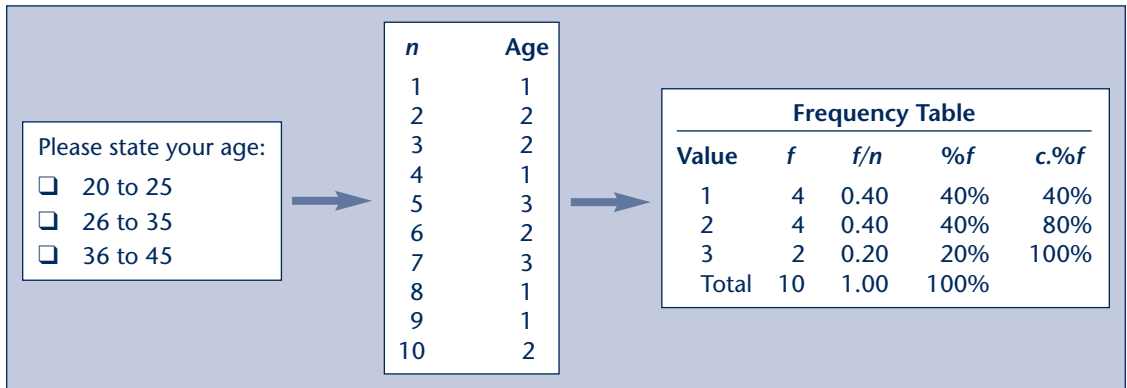 Please state your age:
❑ 20 to 25
❑ 26 to 35
❑ 36 to 45
n Age
1 1
2 2
3 2
4 1
5 3
6 2
7 3
8 1
9 1
10 2
Frequency Table
Value f f/n %f c.%f
1 4 0.40 40% 40%
2 4 0.40 40% 80%
3 2 0.20 20% 100%
Total 10 1.00 100%